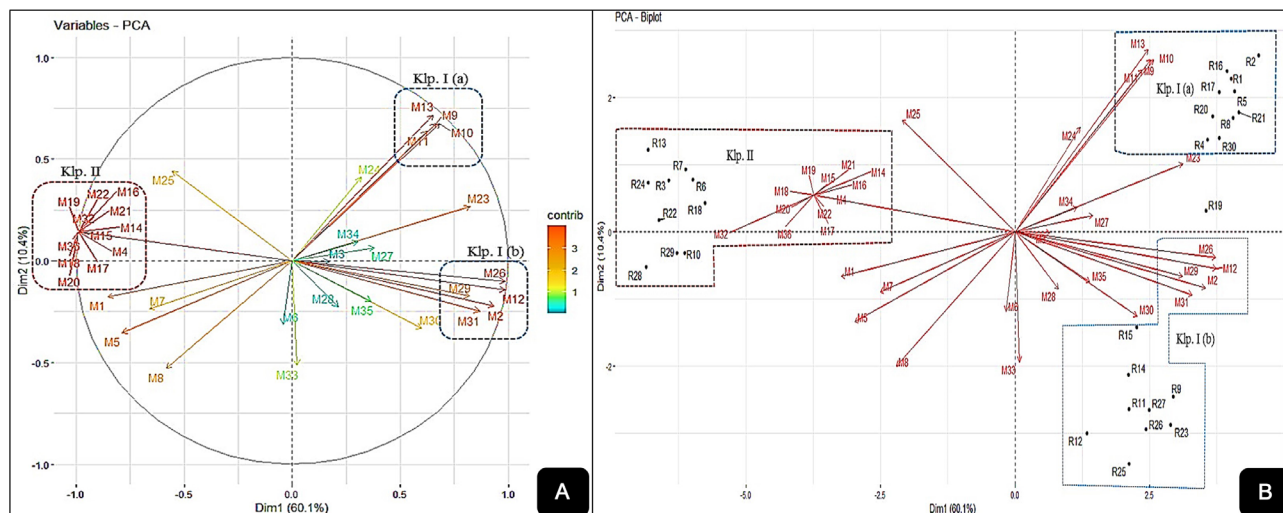 Variables - PCA
Klp. I (a)
M13
M9
M10
M11
Klp. II
M22
M16
M19
M21
M32
M14
M15
M4
M36
M18
M17
M20
M25
M24
M23
M34
M3
M27
Klp. I (b)
M26
M29
M12
M2
M31
M28
M35
M30
M1
M7
M6
M5
M8
M33
contrib
3
2
1
1.0
0.5
0.0
-0.5
-1.0
Dim2 (10.4%)
-1.0
-0.5
0.0
0.5
1.0
Dim1 (60.1%)
A
PCA - Biplot
M13
M10
M11
M9
R16
R2
R1
Klp. I (a)
R17
R5
R20
R21
R8
R4
R30
M25
M24
M23
Klp. II
R13
R7
R24
R3
R6
R22
R18
R29
R10
R28
M19
M21
M15
M14
M18
M16
M4
M20
M22
M32
M36
M17
M34
M27
R19
M1
M7
M5
M8
M6
M33
M28
M35
M30
M26
M12
M29
M2
M31
Klp. I (b)
R15
R14
R9
R11
R27
R26
R23
R12
R25
2
0
-2
Dim2 (10.4%)
-5.0
-2.5
0.0
2.5
Dim1 (60.1%)
B